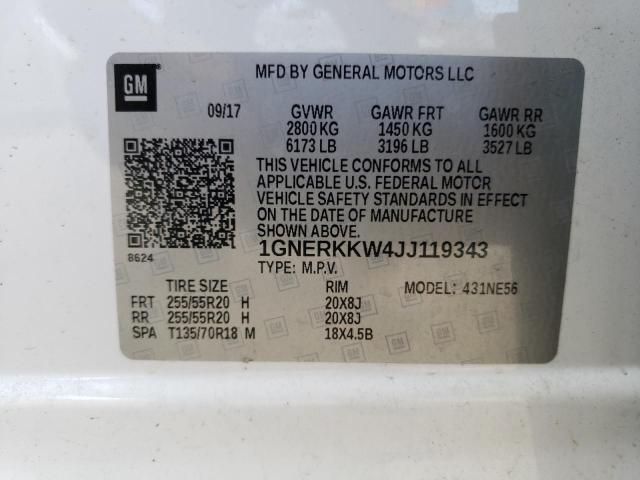 GM
MFD BY GENERAL MOTORS LLC
09/17 GVWR GAWR FRT GAWR RR
2800 KG 1450 KG 1600 KG
6173 LB 3196 LB 3527 LB
THIS VEHICLE CONFORMS TO ALL
APPLICABLE U.S. FEDERAL MOTOR
VEHICLE SAFETY STANDARDS IN EFFECT
ON THE DATE OF MANUFACTURE
SHOWN ABOVE.
8624
1GNERKKW4JJ119343
TYPE: M.P.V.
TIRE SIZE RIM MODEL: 431NE56
FRT 255/55R20 H 20X8J
RR 255/55R20 H 20X8J
SPA T135/70R18 M 18X4.5B